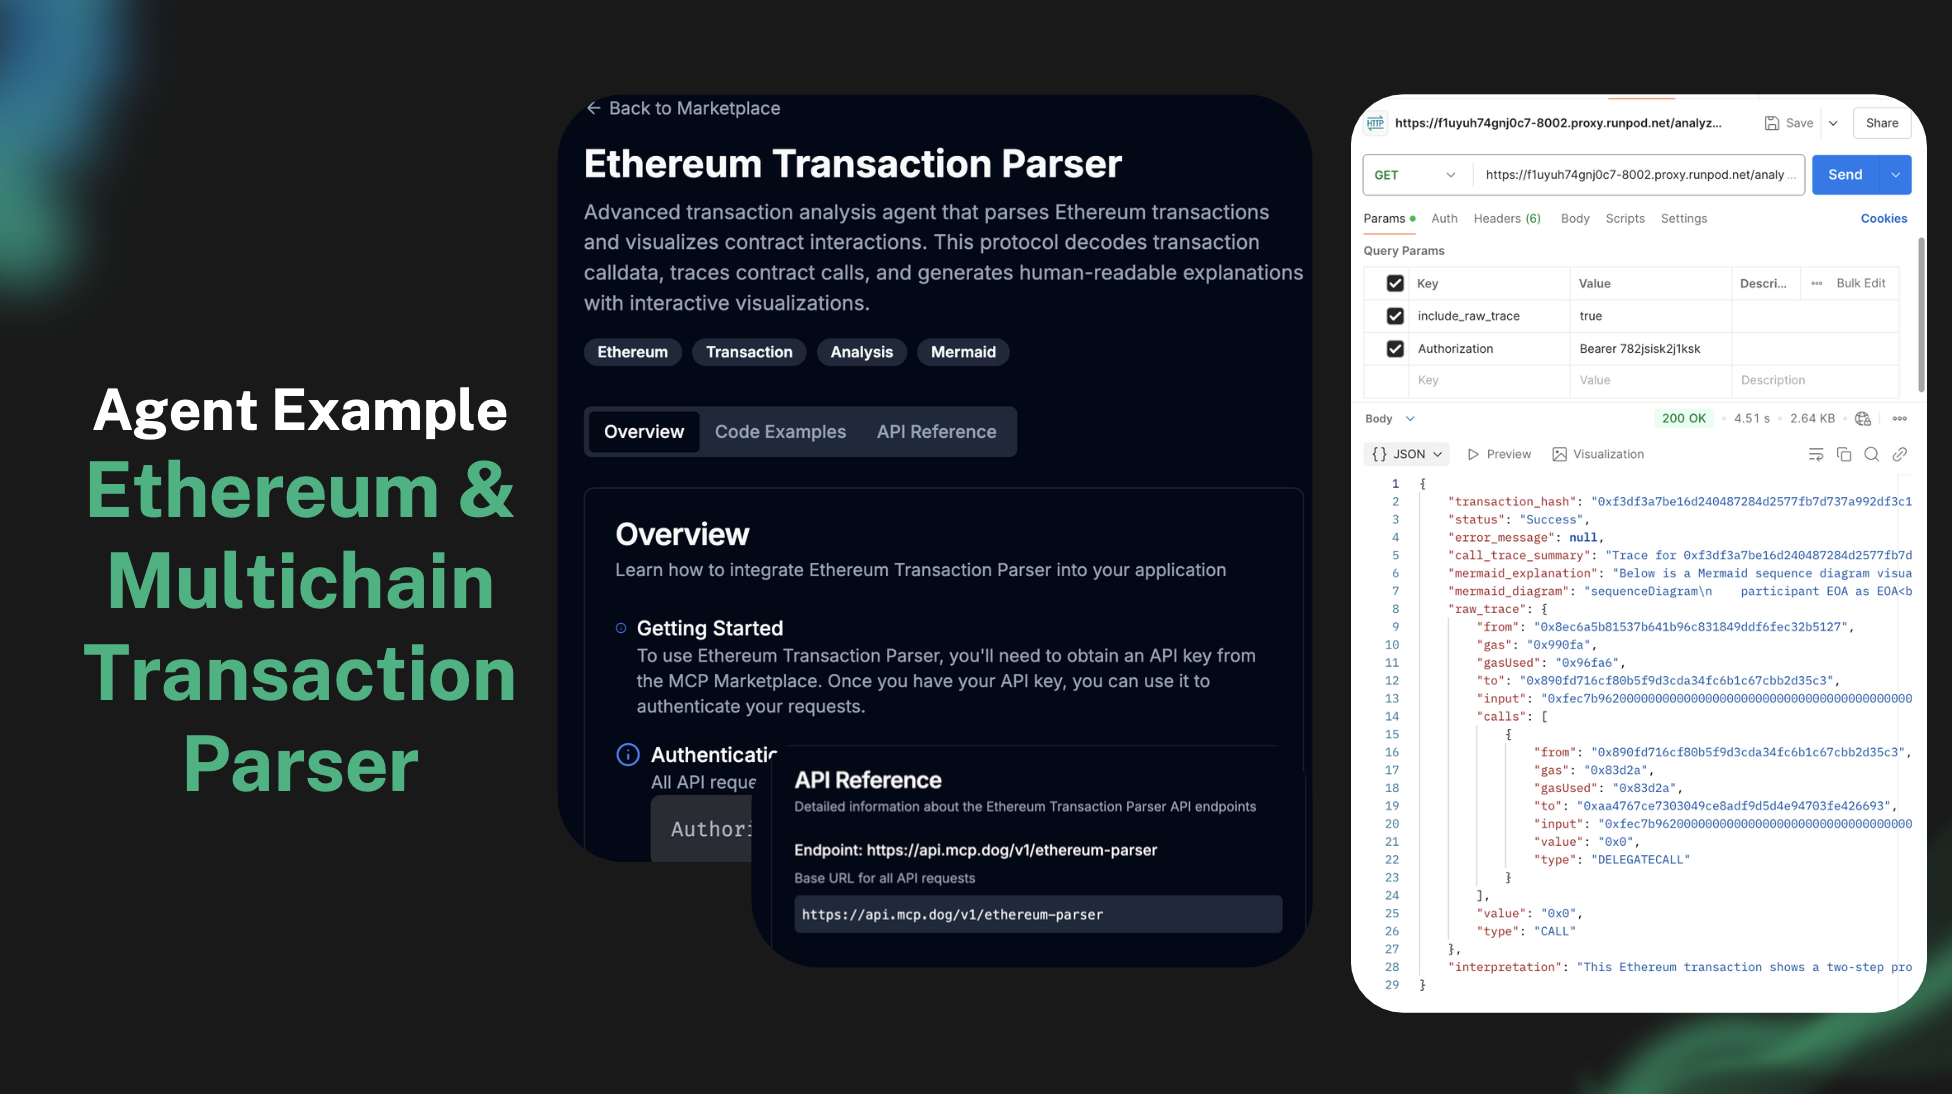 Agent Example
Ethereum &
Multichain
Transaction
Parser
← Back to Marketplace
Ethereum Transaction Parser
Advanced transaction analysis agent that parses Ethereum transactions
and visualizes contract interactions. This protocol decodes transaction
calldata, traces contract calls, and generates human-readable explanations
with interactive visualizations.
Ethereum Transaction Analysis Mermaid
Overview Code Examples API Reference
Overview
Learn how to integrate Ethereum Transaction Parser into your application
Getting Started
To use Ethereum Transaction Parser, you'll need to obtain an API key from
the MCP Marketplace. Once you have your API key, you can use it to
authenticate your requests.
Authenticatic
All API reque
Authori
API Reference
Detailed information about the Ethereum Transaction Parser API endpoints
Endpoint: https://api.mcp.dog/v1/ethereum-parser
Base URL for all API requests
https://api.mcp.dog/v1/ethereum-parser
HTTP https://f1uyuh74gnj0c7-8002.proxy.runpod.net/analyz... Save Share
GET https://f1uyuh74gnj0c7-8002.proxy.runpod.net/analy ... Send
Params Auth Headers (6) Body Scripts Settings Cookies
Query Params
Key Value Descri... Bulk Edit
include_raw_trace true
Authorization Bearer 782jsisk2j1ksk
Key Value Description
Body 200 OK • 4.51 s • 2.64 KB
{} JSON Preview Visualization
1 {
2 "transaction_hash": "0xf3df3a7be16d240487284d2577fb7d737a992df3c1
3 "status": "Success",
4 "error_message": null,
5 "call_trace_summary": "Trace for 0xf3df3a7be16d240487284d2577fb7d
6 "mermaid_explanation": "Below is a Mermaid sequence diagram visua
7 "mermaid_diagram": "sequenceDiagram\n    participant EOA as EOA<b
8 "raw_trace": {
9 "from": "0x8ec6a5b81537b641b96c831849ddf6fec32b5127",
10 "gas": "0x990fa",
11 "gasUsed": "0x96fa6",
12 "to": "0x890fd716cf80b5f9d3cda34fc6b1c67cbb2d35c3",
13 "input": "0xfec7b9620000000000000000000000000000000000000000
14 "calls": [
15 {
16 "from": "0x890fd716cf80b5f9d3cda34fc6b1c67cbb2d35c3",
17 "gas": "0x83d2a",
18 "gasUsed": "0x83d2a",
19 "to": "0xaa4767ce7303049ce8adf9d5d4e94703fe426693",
20 "input": "0xfec7b96200000000000000000000000000000000
21 "value": "0x0",
22 "type": "DELEGATECALL"
23 }
24 ],
25 "value": "0x0",
26 "type": "CALL"
27 },
28 "interpretation": "This Ethereum transaction shows a two-step pro
29 }